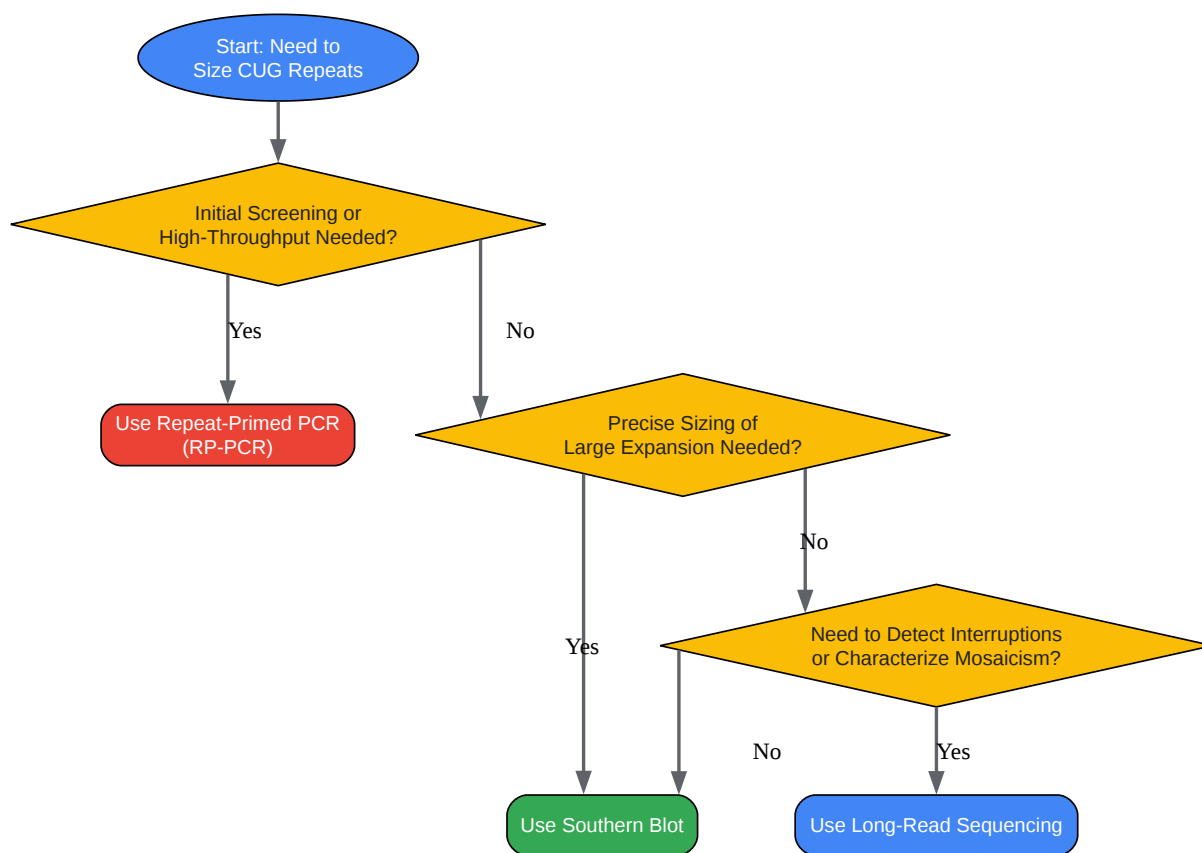 Start: Need to
Size CUG Repeats
Initial Screening or
High-Throughput Needed?
Yes
No
Use Repeat-Primed PCR
(RP-PCR)
Precise Sizing of
Large Expansion Needed?
No
Yes
Need to Detect Interruptions
or Characterize Mosaicism?
No
Yes
Use Southern Blot
Use Long-Read Sequencing